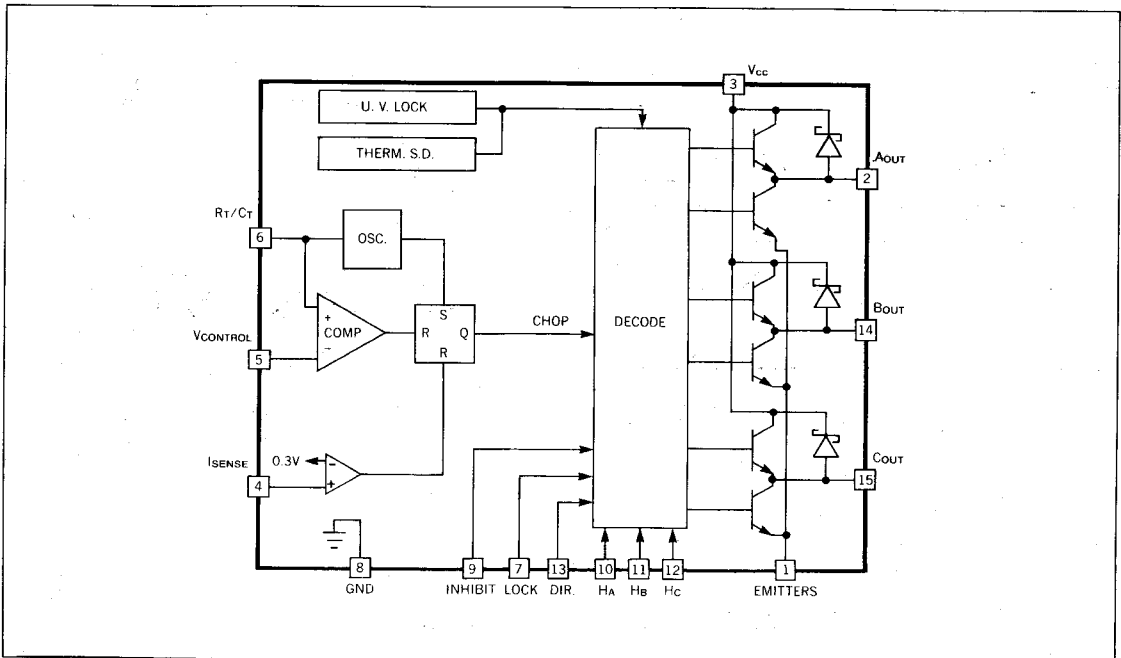 VCC
3
U. V. LOCK
THERM. S.D.
AOUT
2
RT/CT
6
OSC.
+
COMP
−
VCONTROL
5
S
R Q
R
CHOP
DECODE
BOUT
14
ISENSE
4
0.3V
−
+
COUT
15
8 9 7 13 10 11 12 1
GND INHIBIT LOCK DIR. HA HB HC EMITTERS